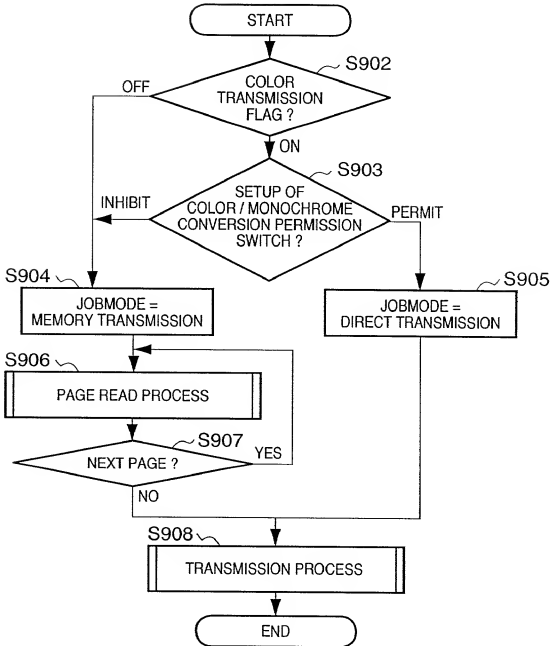 START
S902
COLOR
TRANSMISSION
FLAG ?
OFF
ON
S903
SETUP OF
COLOR / MONOCHROME
CONVERSION PERMISSION
SWITCH ?
INHIBIT
PERMIT
S904
JOBMODE =
MEMORY TRANSMISSION
S905
JOBMODE =
DIRECT TRANSMISSION
S906
PAGE READ PROCESS
S907
NEXT PAGE ?
YES
NO
S908
TRANSMISSION PROCESS
END